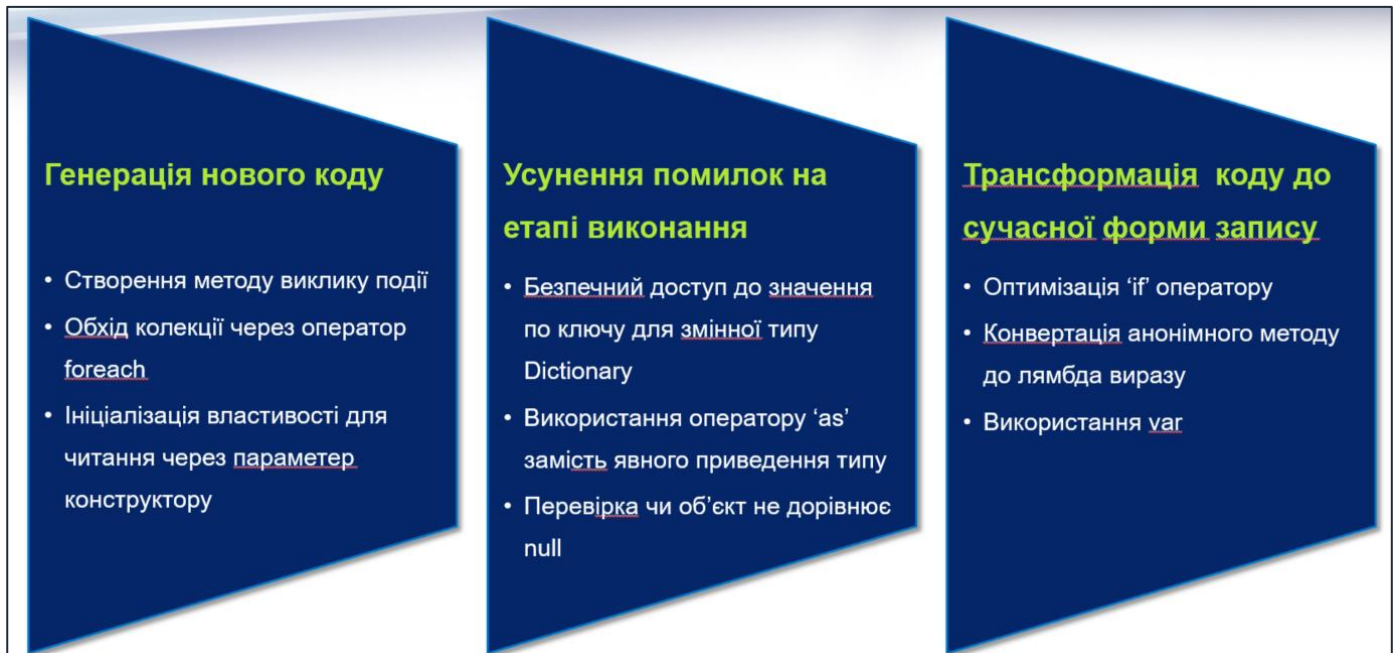 Генерація нового коду
• Створення методу виклику події
• Обхід колекції через оператор
foreach
• Ініціалізація властивості для
читання через параметер
конструктору
Усунення помилок на
етапі виконання
• Безпечний доступ до значення
по ключу для змінної типу
Dictionary
• Використання оператору ‘as’
замість явного приведення типу
• Перевірка чи об’єкт не дорівнює
null
Трансформація коду до
сучасної форми запису
• Оптимізація ‘if’ оператору
• Конвертація анонімного методу
до лямбда виразу
• Використання var